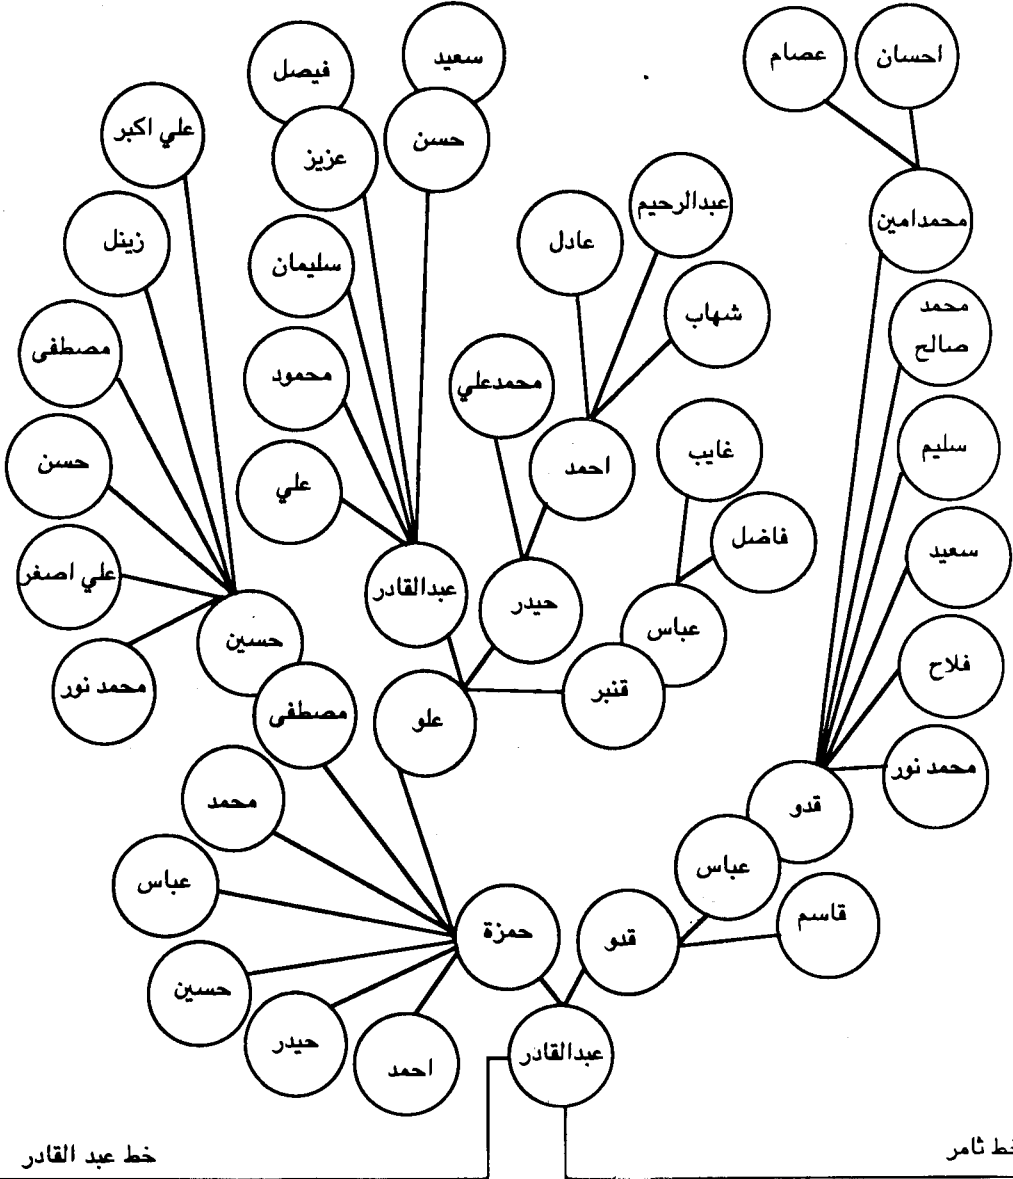 احسان
عصام
سعيد
فيصل
علي اكبر
حسن
عزيز
عبدالرحيم
محمدامين
عادل
زينل
سليمان
شهاب
محمد
صالح
مصطفى
محمود
محمدعلي
سليم
غايب
احمد
حسن
علي
فاضل
سعيد
علي اصغر
عبدالقادر
حيدر
عباس
حسين
فلاح
محمد نور
قنبر
مصطفى
علو
محمد نور
قدو
محمد
عباس
عباس
قاسم
قدو
حمزة
حسين
حيدر
احمد
عبدالقادر
خط ثامر
خط عبد القادر